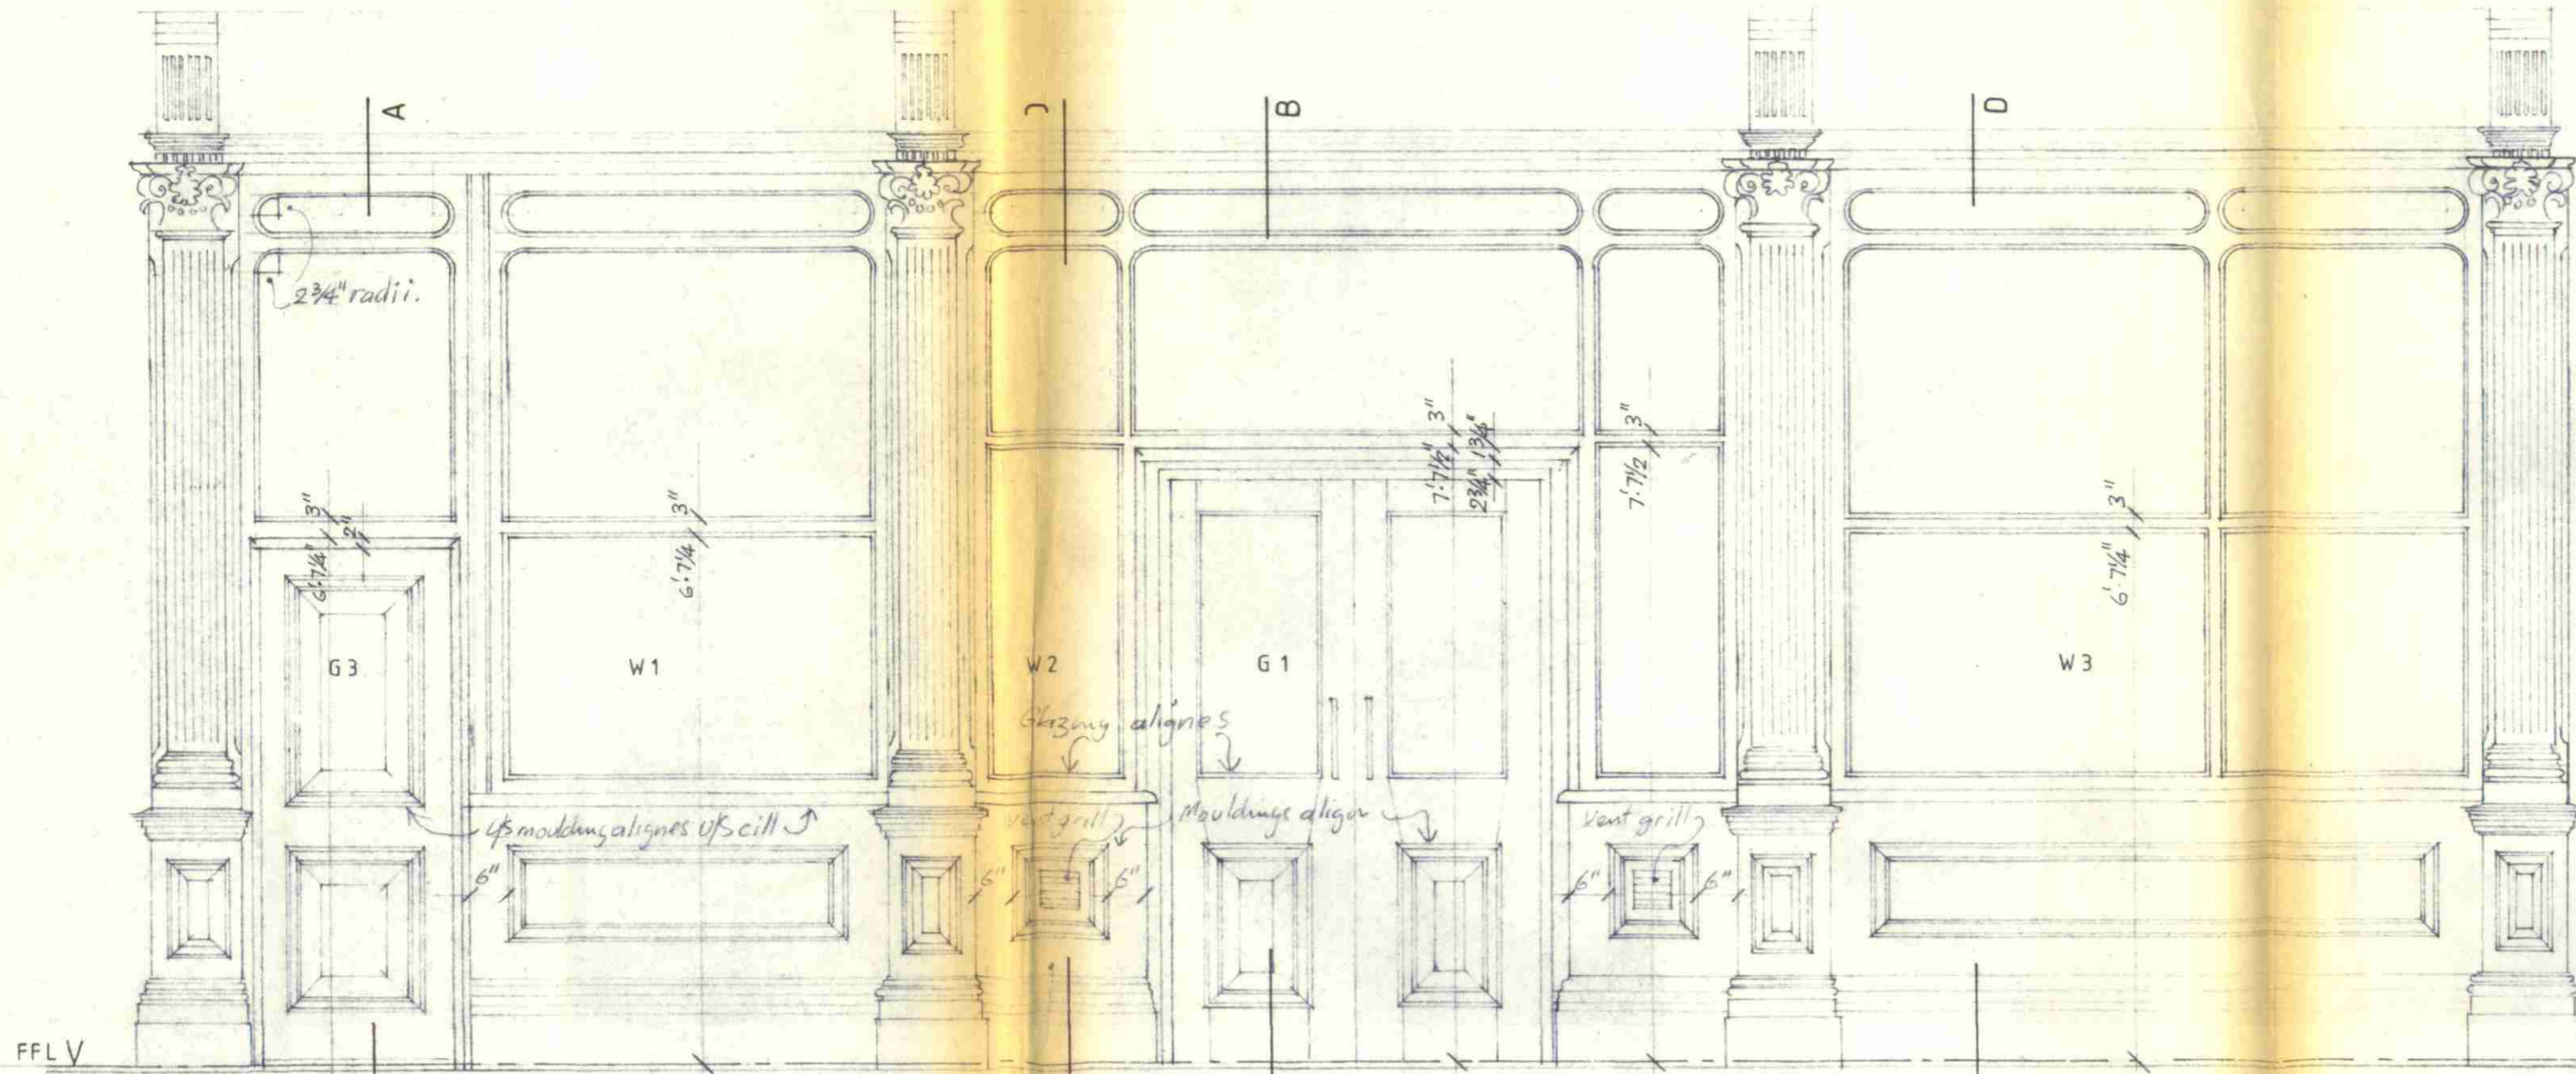 A
C
B
D
2¾" radii.
7'·7½" 3"
2¾" 1¾"
7'·7½ 3"
6'·7¼" 3"
2"
6'·7¼ 3"
6'·7¼" 3"
G3
W1
W2
G1
W3
Glazing alignes
U/S moulding alignes U/S cill
Vent grill
Mouldings align
Vent grill
6"
6"
6"
6"
6"
FFL